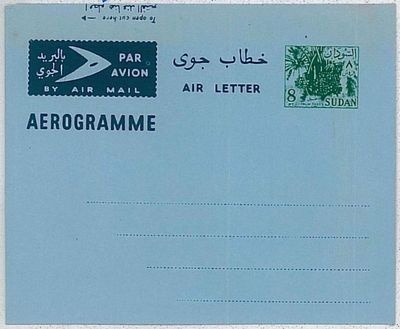 To open cut here
بالبريد الجوي
PAR AVION
BY AIR MAIL
خطاب جوى
AIR LETTER
السودان
٨
8
SUDAN
AEROGRAMME